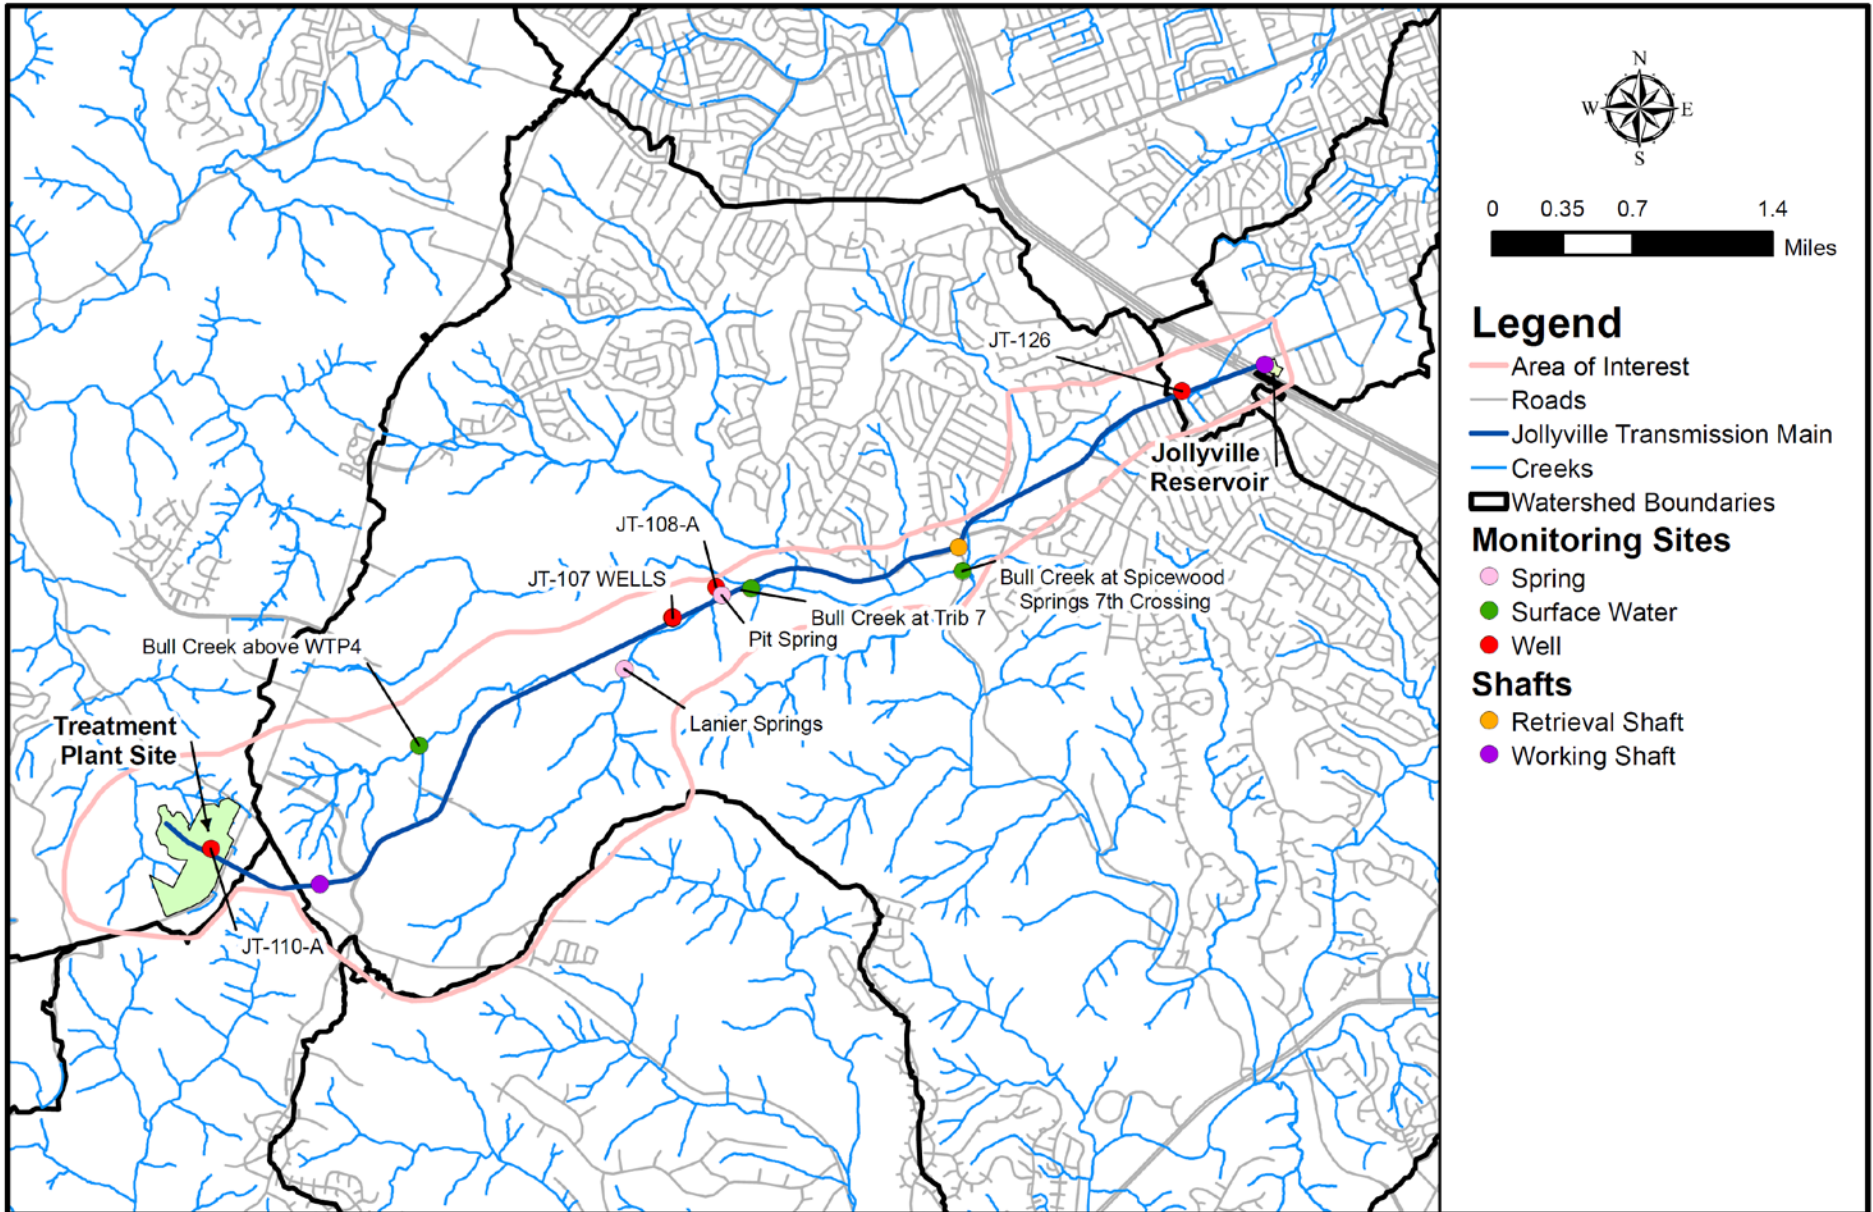 JT-126
Jollyville
Reservoir
JT-108-A
JT-107 WELLS
Bull Creek at Spicewood
Springs 7th Crossing
Bull Creek at Trib 7
Pit Spring
Bull Creek above WTP4
Lanier Springs
Treatment
Plant Site
JT-110-A
N
W
E
S
0 0.35 0.7 1.4
Miles
Legend
Area of Interest
Roads
Jollyville Transmission Main
Creeks
Watershed Boundaries
Monitoring Sites
Spring
Surface Water
Well
Shafts
Retrieval Shaft
Working Shaft